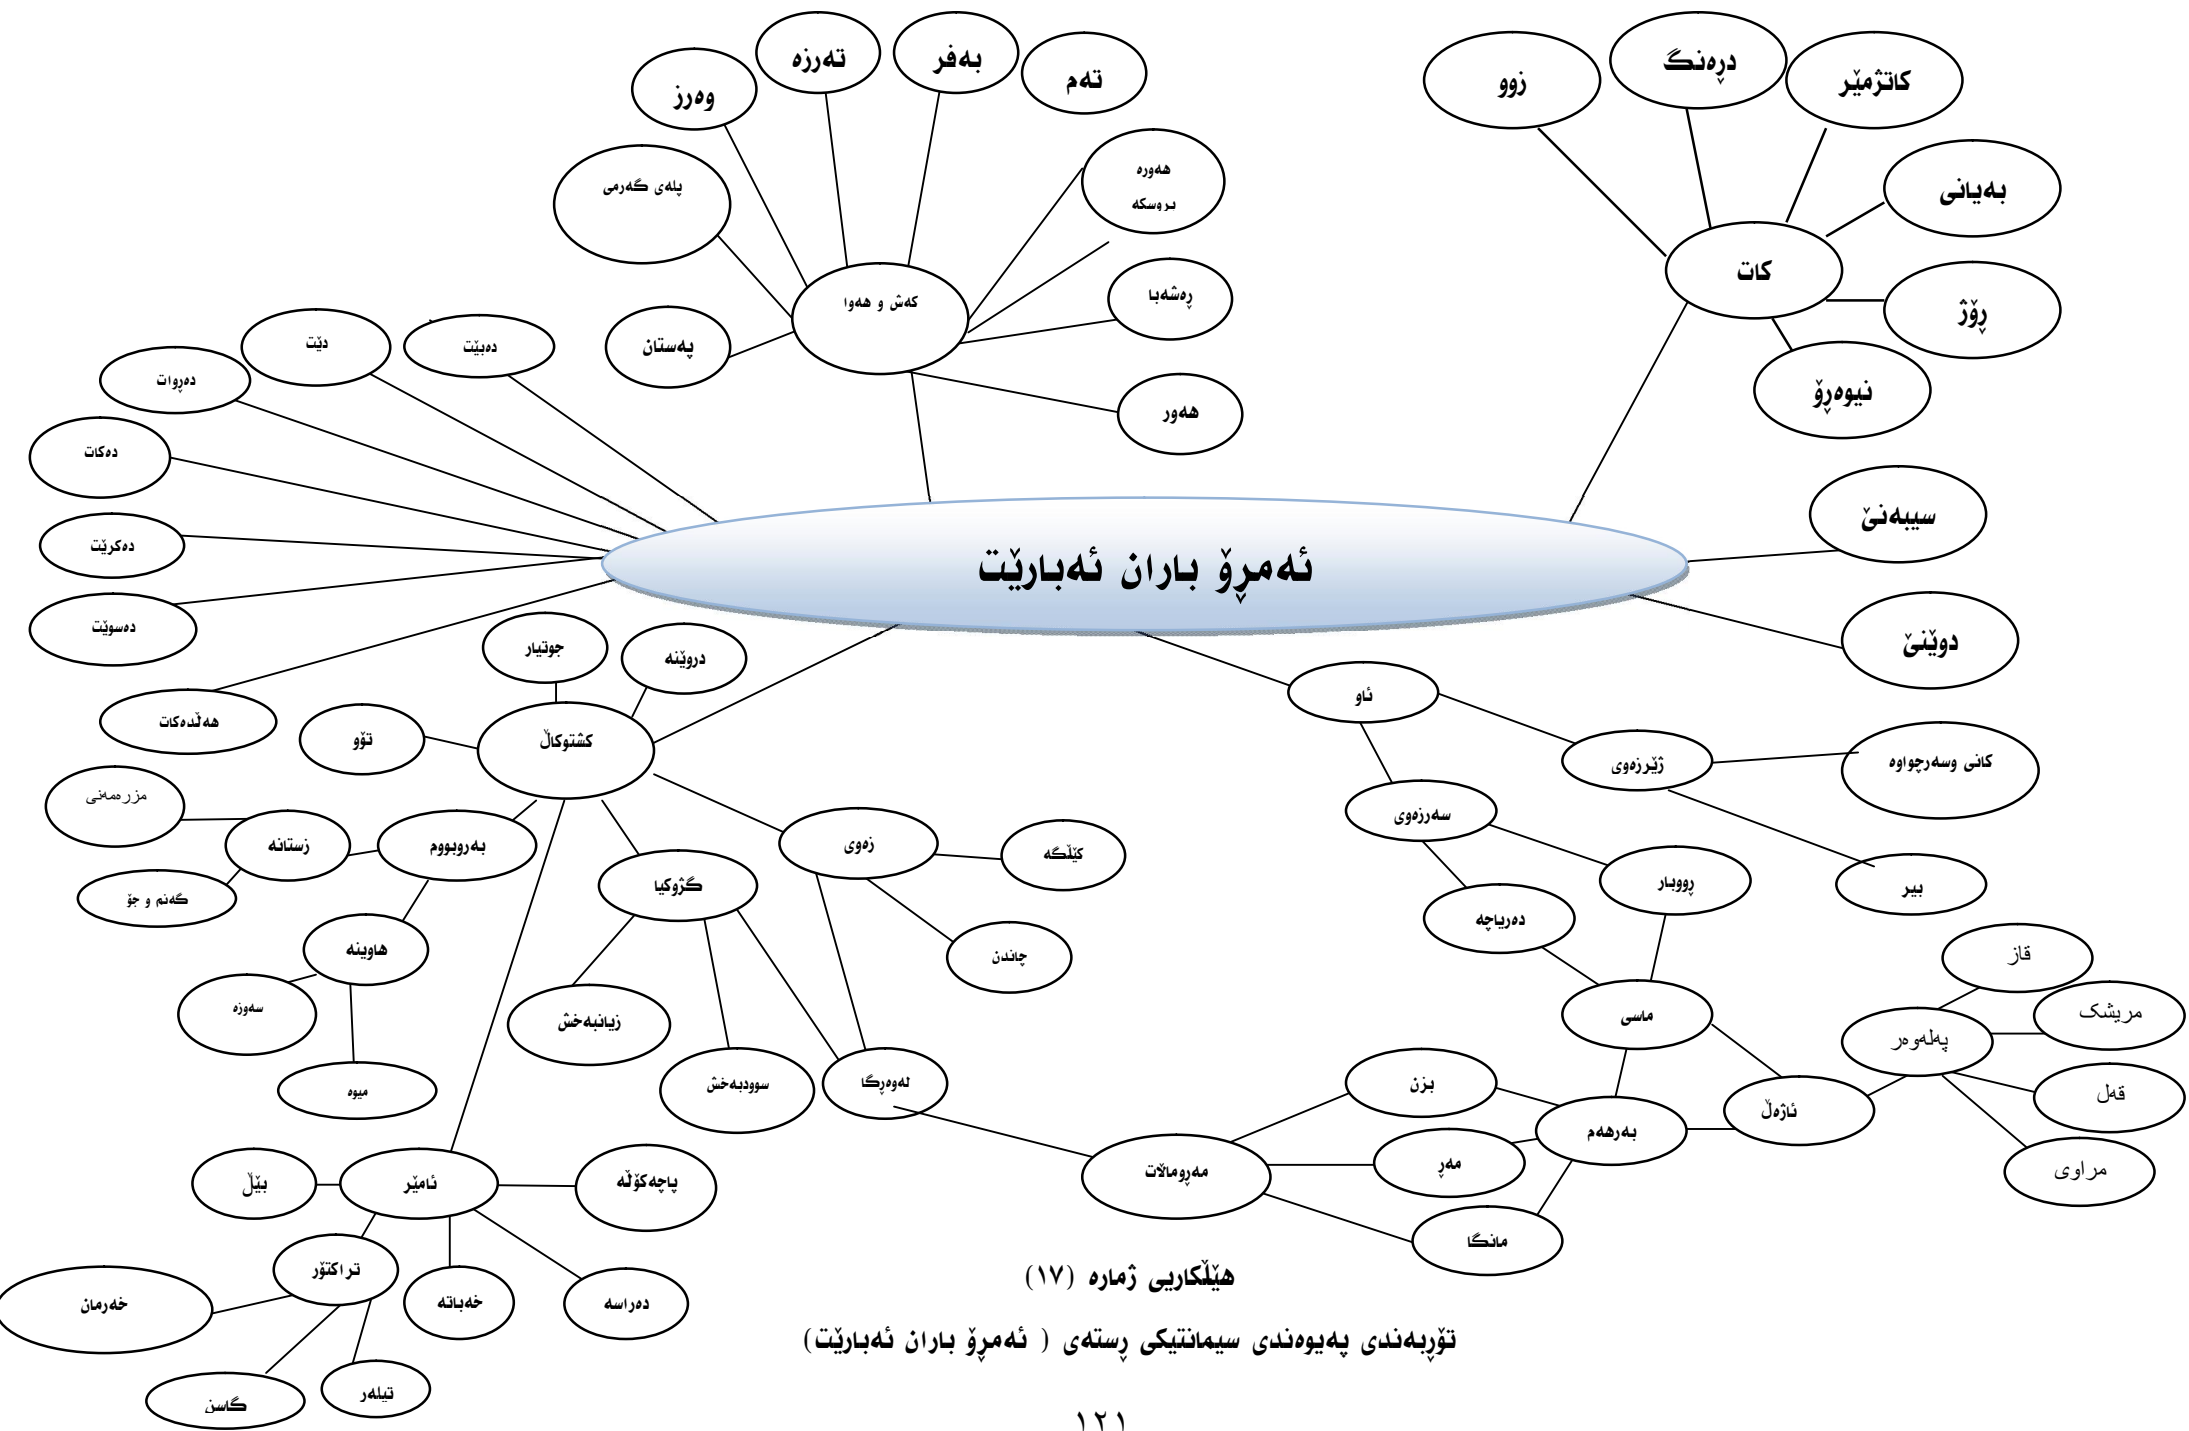 تەم
بەفر
تەرزە
وەرز
هەورە
بروسکە
پلەی گەرمی
ڕەشەبا
کەش و هەوا
پەستان
هەور
کاتژمێر
درەنگ
زوو
بەیانی
کات
ڕۆژ
نیوەڕۆ
سیبەنێ
دوێنێ
دەبێت
دێت
دەڕوات
دەکات
دەکرێت
دەسوێت
هەڵدەکات
ئەمڕۆ باران ئەبارێت
دروێنە
جوتیار
کشتوکاڵ
تۆو
ئاو
ژێرزەوی
کانی وسەرچواوە
بیر
سەرزەوی
ڕووبار
دەریاچە
ماسی
بەروبووم
زستانە
مزرەمەنی
گەنم و جۆ
هاوینە
سەوزە
میوە
زەوی
کێڵگە
چاندن
گژوکیا
زیانبەخش
سوودبەخش
لەوەڕگا
قاز
مریشک
پەلەوەر
قەل
مراوی
ئاژەڵ
بەرهەم
بزن
مەڕ
مانگا
مەڕوماڵات
ئامێر
پاچەکۆڵە
بێڵ
تراکتۆر
خەباتە
دەراسە
خەرمان
تیلەر
گاسن
هێڵکاریی ژمارە (١٧)
تۆڕبەندی پەیوەندی سیمانتیکی ڕستەی ( ئەمڕۆ باران ئەبارێت)
١٢١